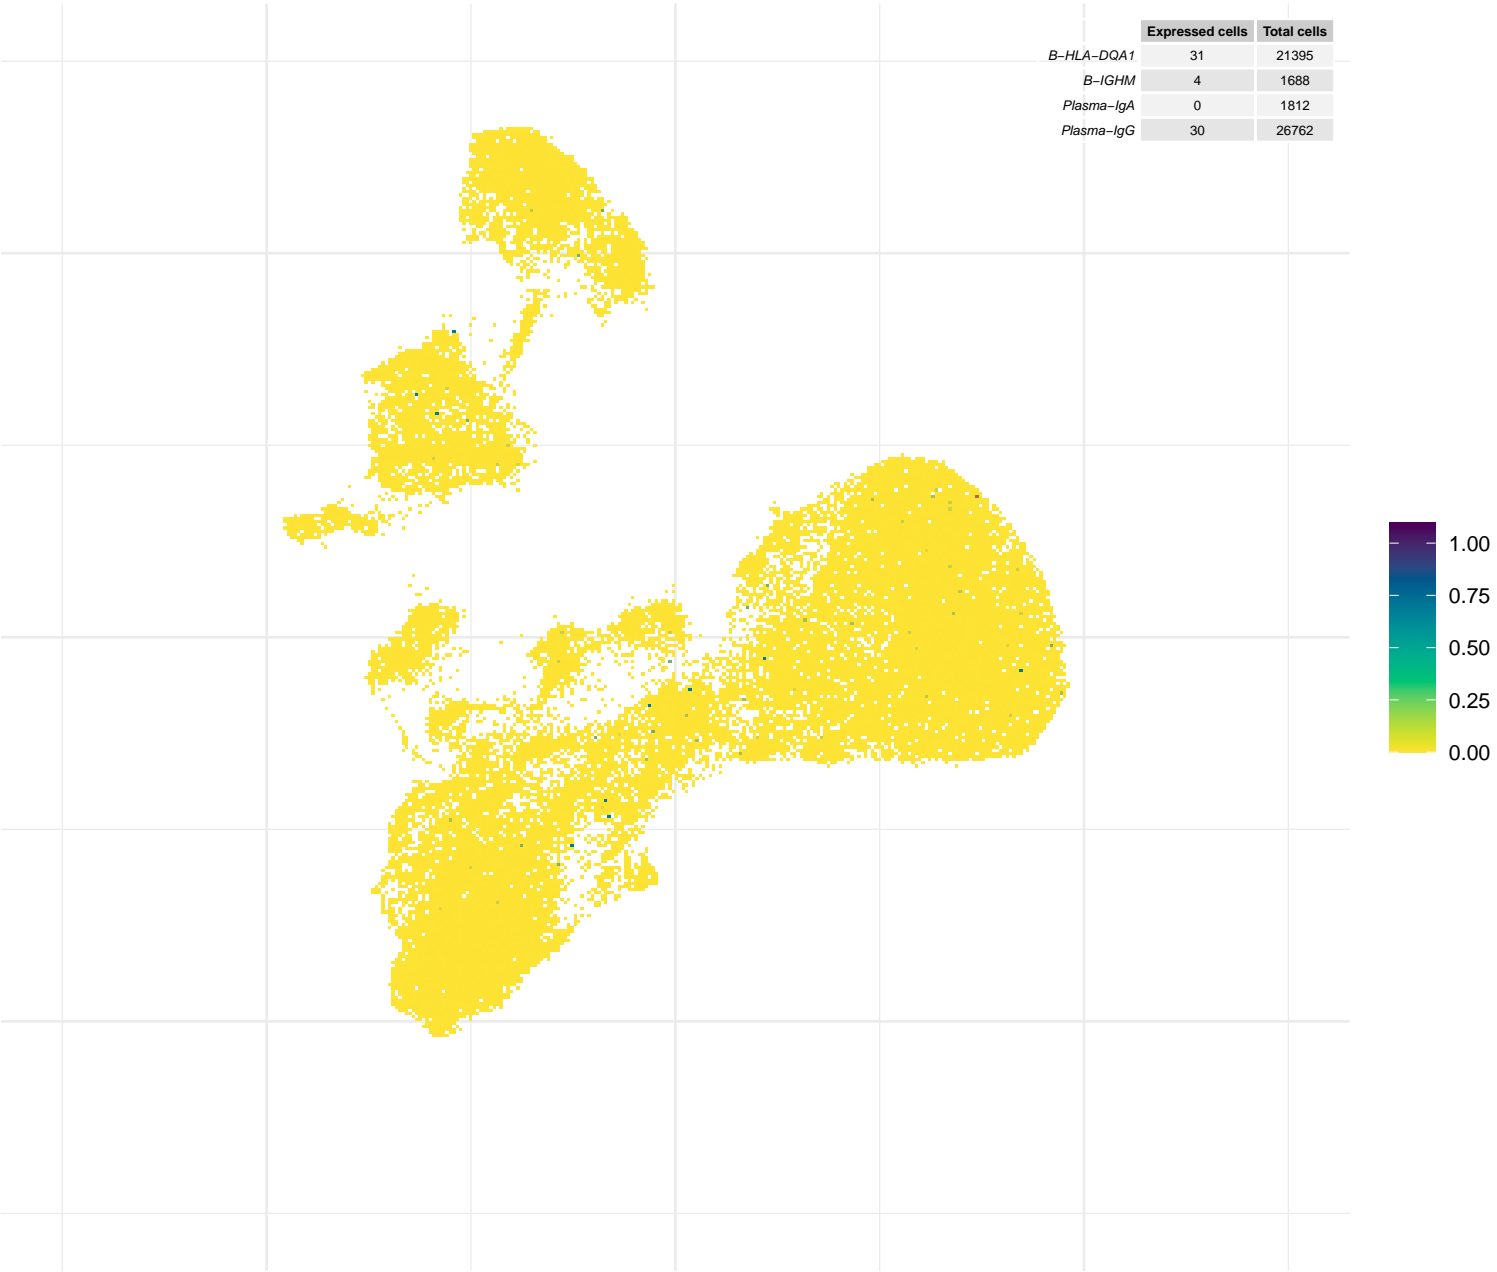 Expressed cells Total cells
B−HLA−DQA1 31 21395
B−IGHM 4 1688
Plasma−IgA 0 1812
Plasma−IgG 30 26762
1.00
0.75
0.50
0.25
0.00